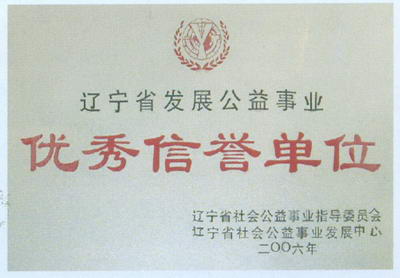 辽宁省发展公益事业
优秀信誉单位
辽宁省社会公益事业指导委员会
辽宁省社会公益事业发展中心
二〇〇六年